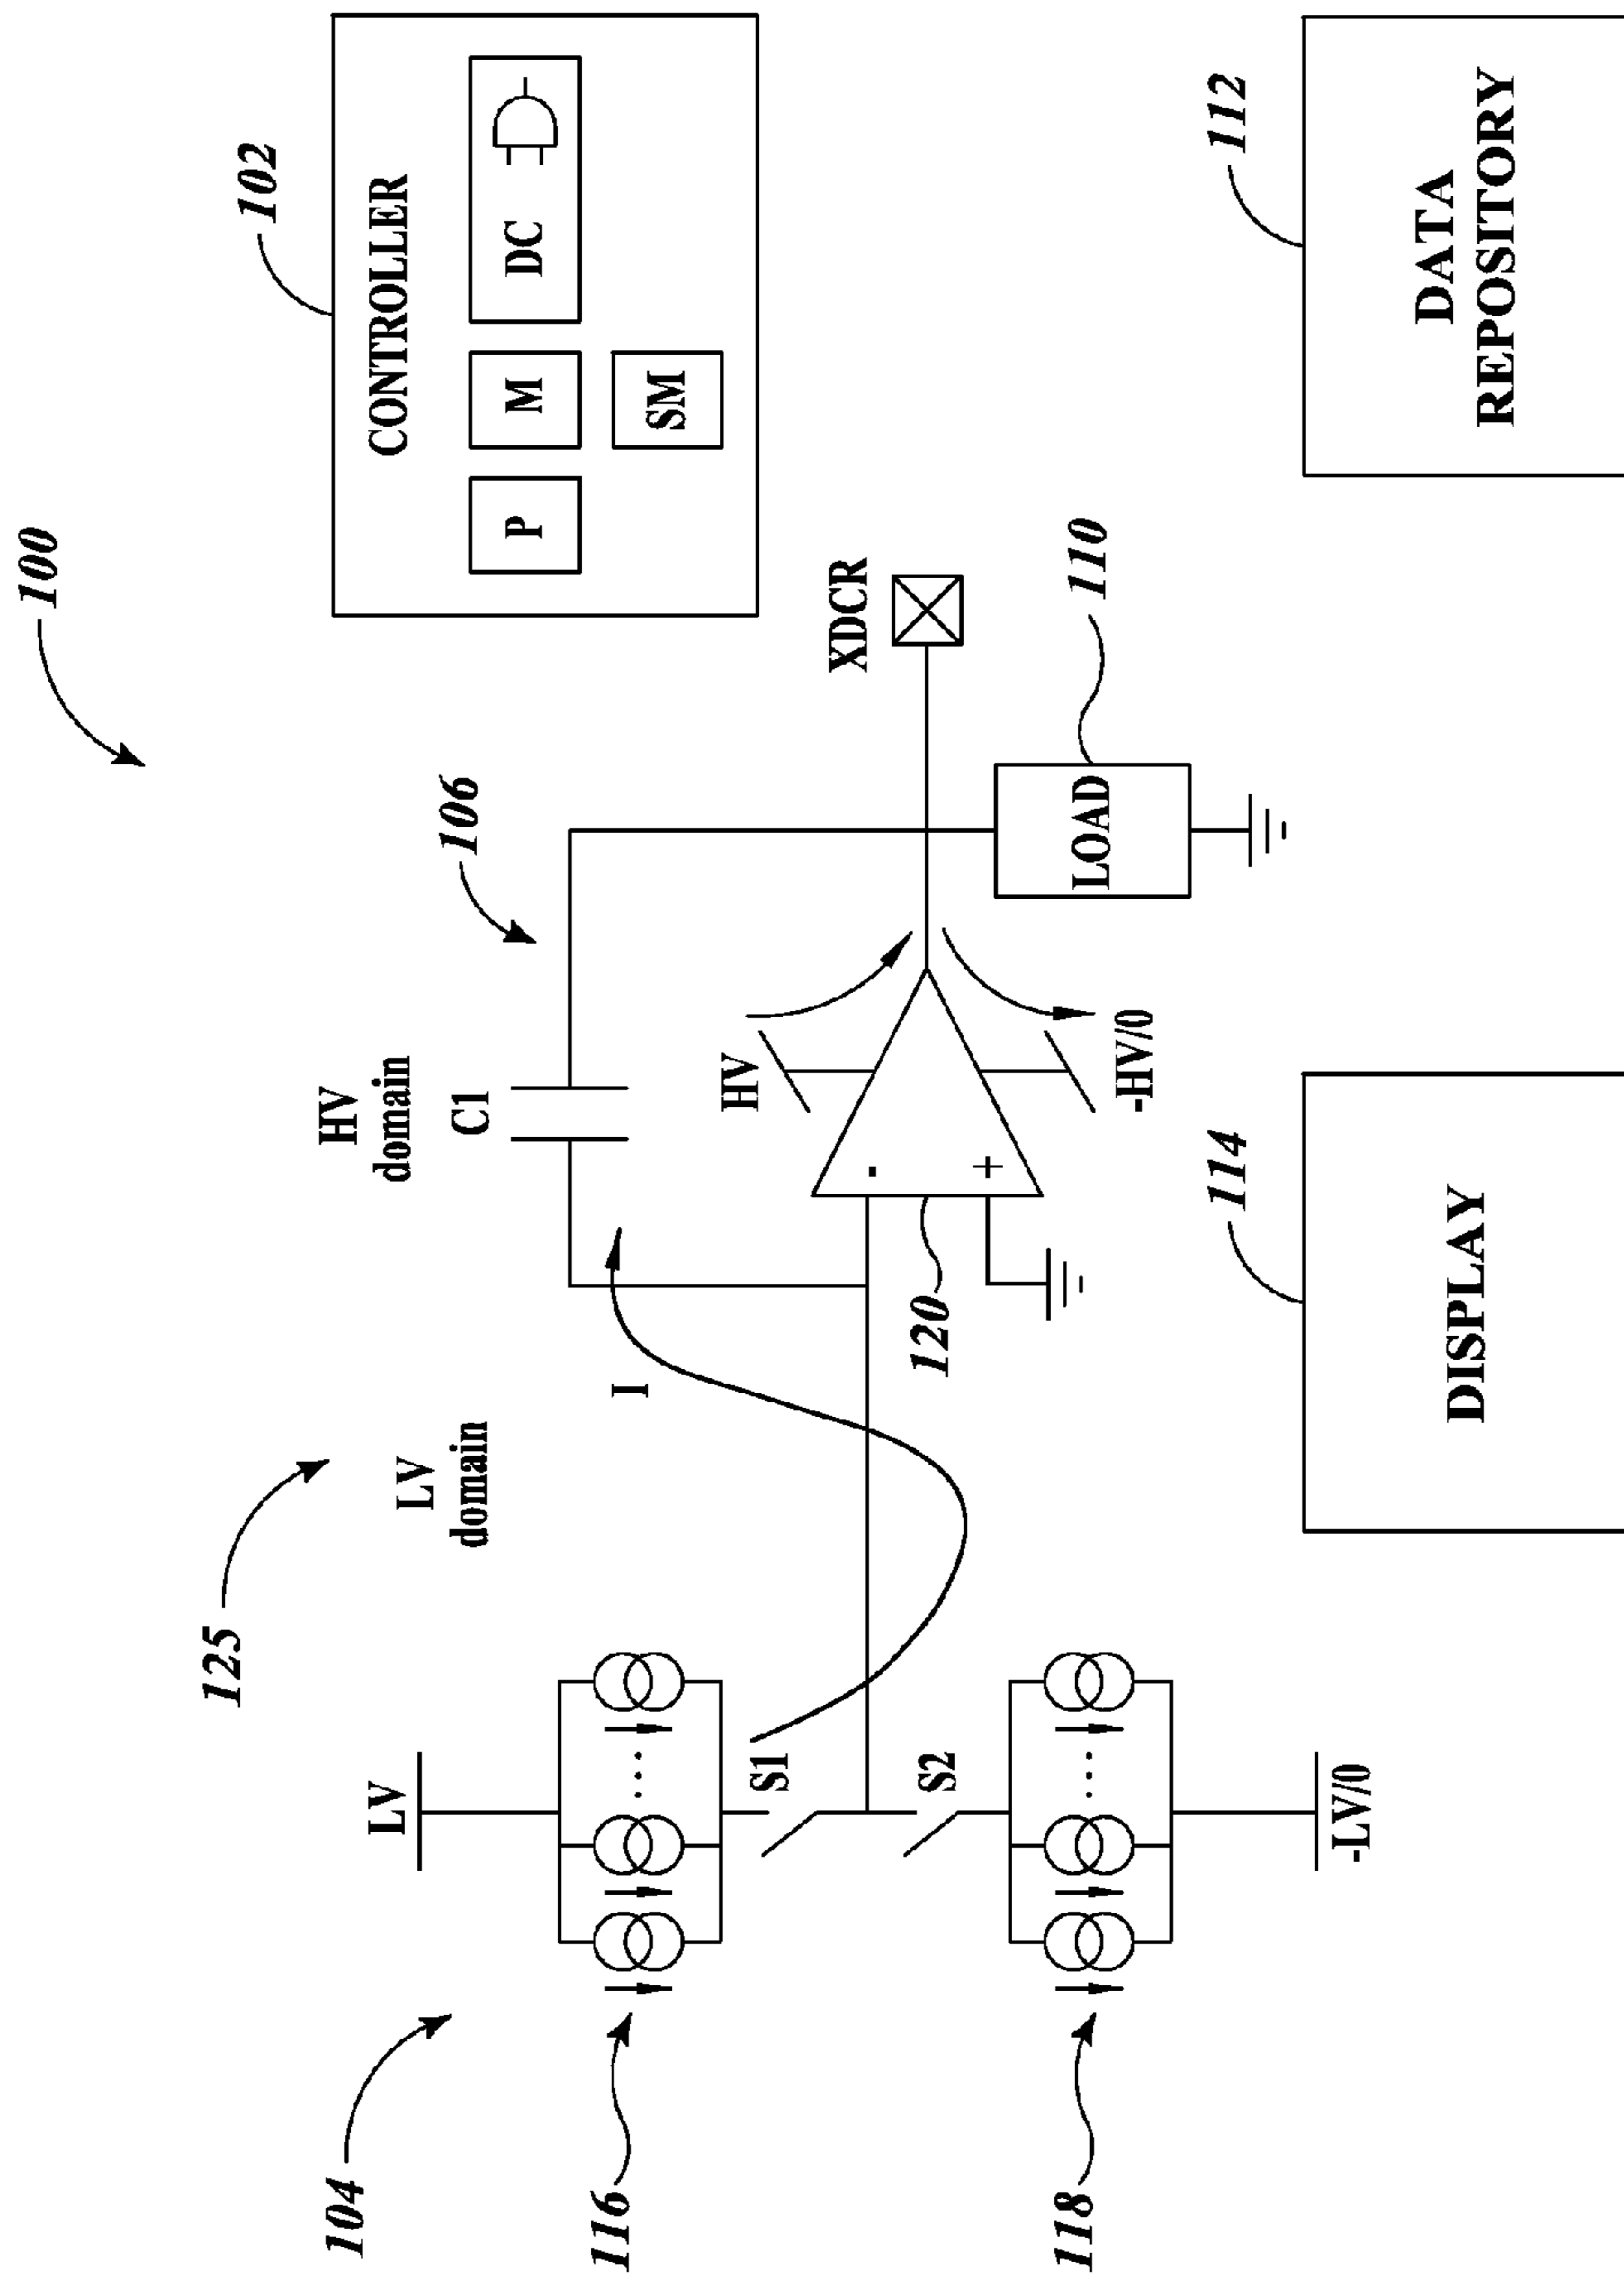 100
102
CONTROLLER
P
M
DC
SM
125
HV
domain
C1
106
LV
domain
104
LV
116
I
S1
S2
HV
-HV/0
-
+
120
XDCR
LOAD
110
118
-LV/0
114
DISPLAY
112
DATA
REPOSITORY